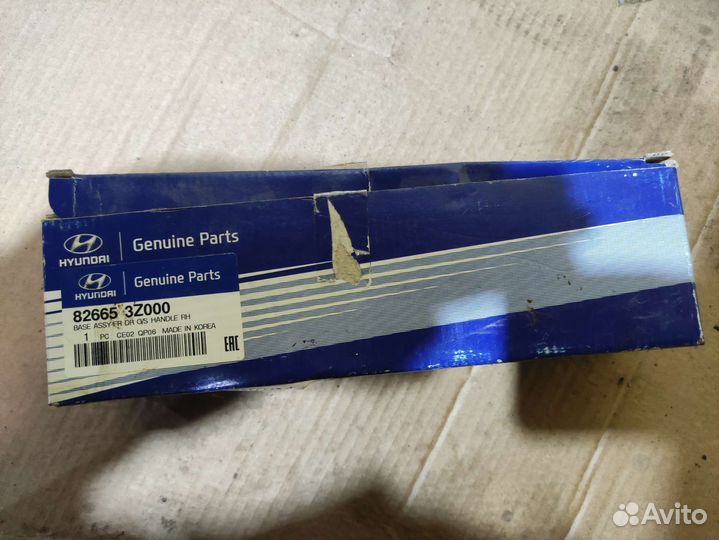 HYUNDAI
Genuine Parts
HYUNDAI
Genuine Parts
82665 3Z000
BASE ASSY-FR DR O/S HANDLE RH
1 PC CE02 QP06 MADE IN KOREA
EAC
Avito